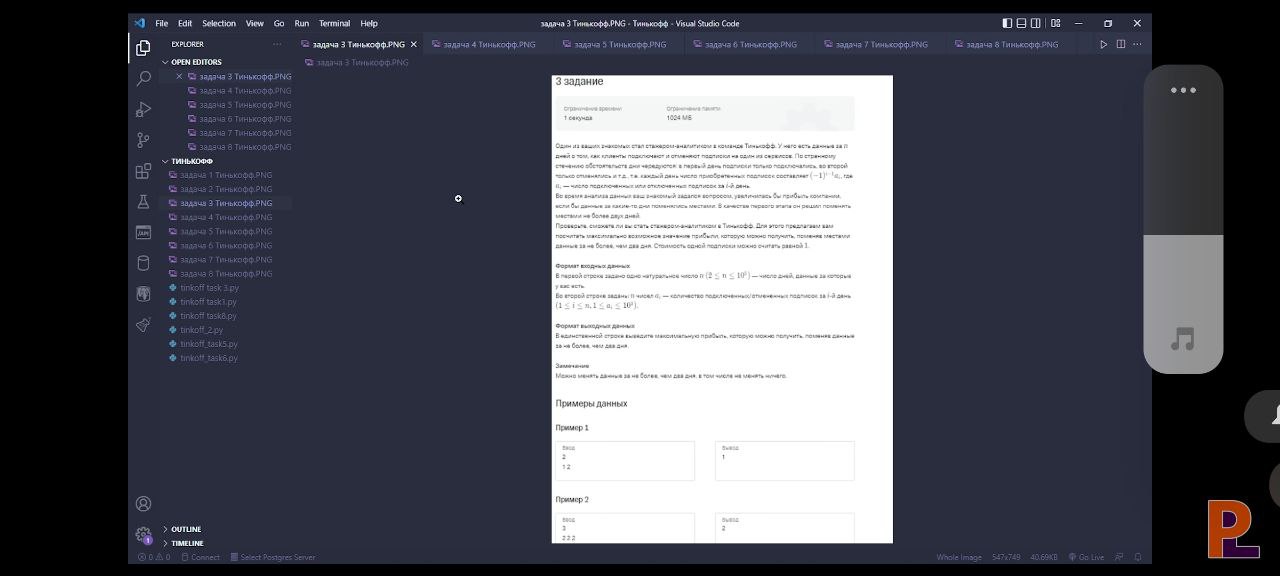 File Edit Selection View Go Run Terminal Help
задача 3 Тинькофф.PNG - Тинькофф - Visual Studio Code
EXPLORER
задача 3 Тинькофф.PNG
задача 4 Тинькофф.PNG
задача 5 Тинькофф.PNG
задача 6 Тинькофф.PNG
задача 7 Тинькофф.PNG
задача 8 Тинькофф.PNG
OPEN EDITORS
задача 3 Тинькофф.PNG
задача 4 Тинькофф.PNG
задача 5 Тинькофф.PNG
задача 6 Тинькофф.PNG
задача 7 Тинькофф.PNG
задача 8 Тинькофф.PNG
ТИНЬКОФФ
задача 1 Тинькофф.PNG
задача 2 Тинькофф.PNG
задача 3 Тинькофф.PNG
задача 4 Тинькофф.PNG
задача 5 Тинькофф.PNG
задача 6 Тинькофф.PNG
задача 7 Тинькофф.PNG
задача 8 Тинькофф.PNG
tinkoff task 3.py
tinkoff task1.py
tinkoff task8.py
tinkoff_2.py
tinkoff_task5.py
tinkoff_task6.py
OUTLINE
TIMELINE
задача 3 Тинькофф.PNG
3 задание
Ограничение времени
1 секунда
Ограничение памяти
1024 МБ
Один из ваших знакомых стал стажером-аналитиком в команде Тинькофф. У него есть данные за n
дней о том, как клиенты подключают и отменяют подписки на один из сервисов. По странному
стечению обстоятельств дни чередуются: в первый день подписки только подключались, во второй
только отменялись и т.д., т.е. каждый день число приобретенных подписок составляет (−1)^{i−1}a_i, где
a_i — число подключенных или отключенных подписок за i-й день.
Во время анализа данных ваш знакомый задался вопросом, увеличилась бы прибыль компании,
если бы данные за какие-то дни поменялись местами. В качестве первого этапа он решил поменять
местами не более двух дней.
Проверьте, сможете ли вы стать стажером-аналитиком в Тинькофф. Для этого предлагаем вам
посчитать максимально возможное значение прибыли, которую можно получить, поменяв местами
данные за не более, чем два дня. Стоимость одной подписки можно считать равной 1.
Формат входных данных
В первой строке задано одно натуральное число n (2 ≤ n ≤ 10
) — число дней, данные за которые
у вас есть.
Во второй строке заданы n чисел a_i — количество подключенных/отмененных подписок за i-й день
(1 ≤ i ≤ n, 1 ≤ a_i ≤ 10
).
Формат выходных данных
В единственной строке выведите максимальную прибыль, которую можно получить, поменяв данные
за не более, чем два дня.
Замечание
Можно менять данные за не более, чем два дня, в том числе не менять ничего.
Примеры данных
Пример 1
Ввод
2
1 2
Вывод
1
Пример 2
Ввод
3
2 2 2
Вывод
2
0 0
Connect
Select Postgres Server
Whole Image
547x749
40.69KB
Go Live
PL